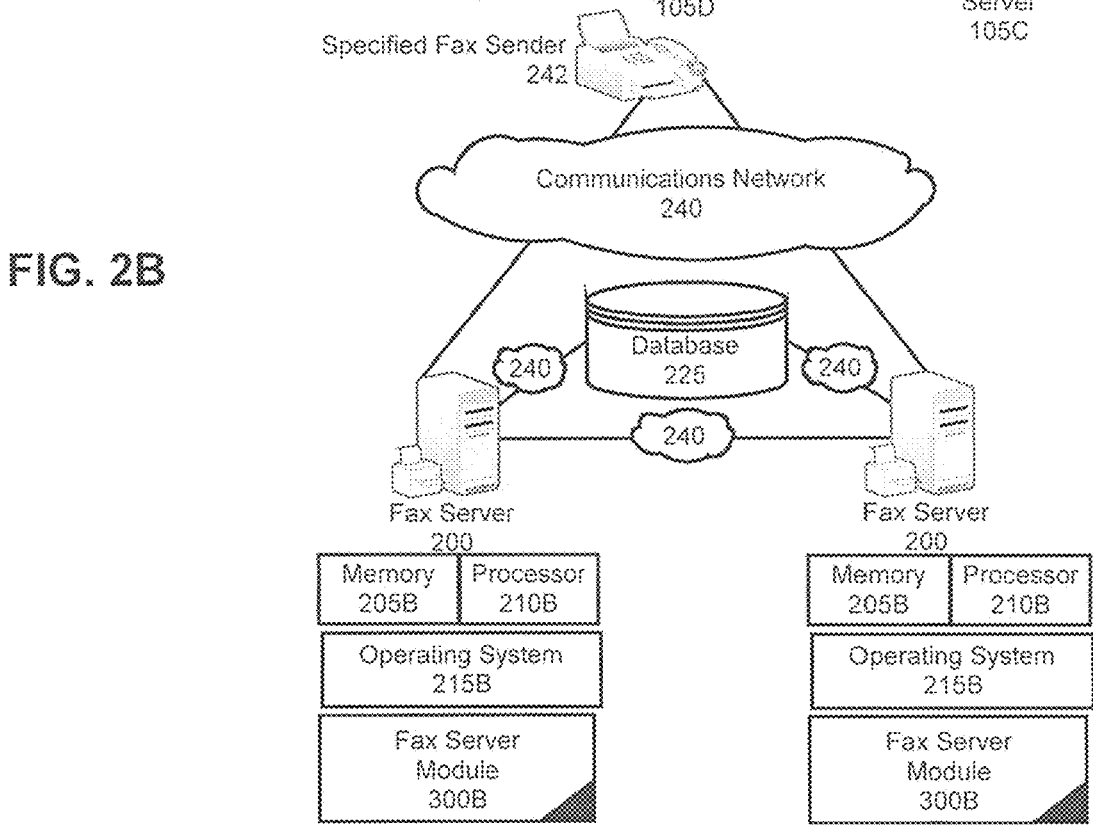 105D
Server
105C
Specified Fax Sender
242
Communications Network
240
FIG. 2B
Database
225
240
240
240
Fax Server
200
Fax Server
200
Memory
205B
Processor
210B
Memory
205B
Processor
210B
Operating System
215B
Operating System
215B
Fax Server
Module
300B
Fax Server
Module
300B